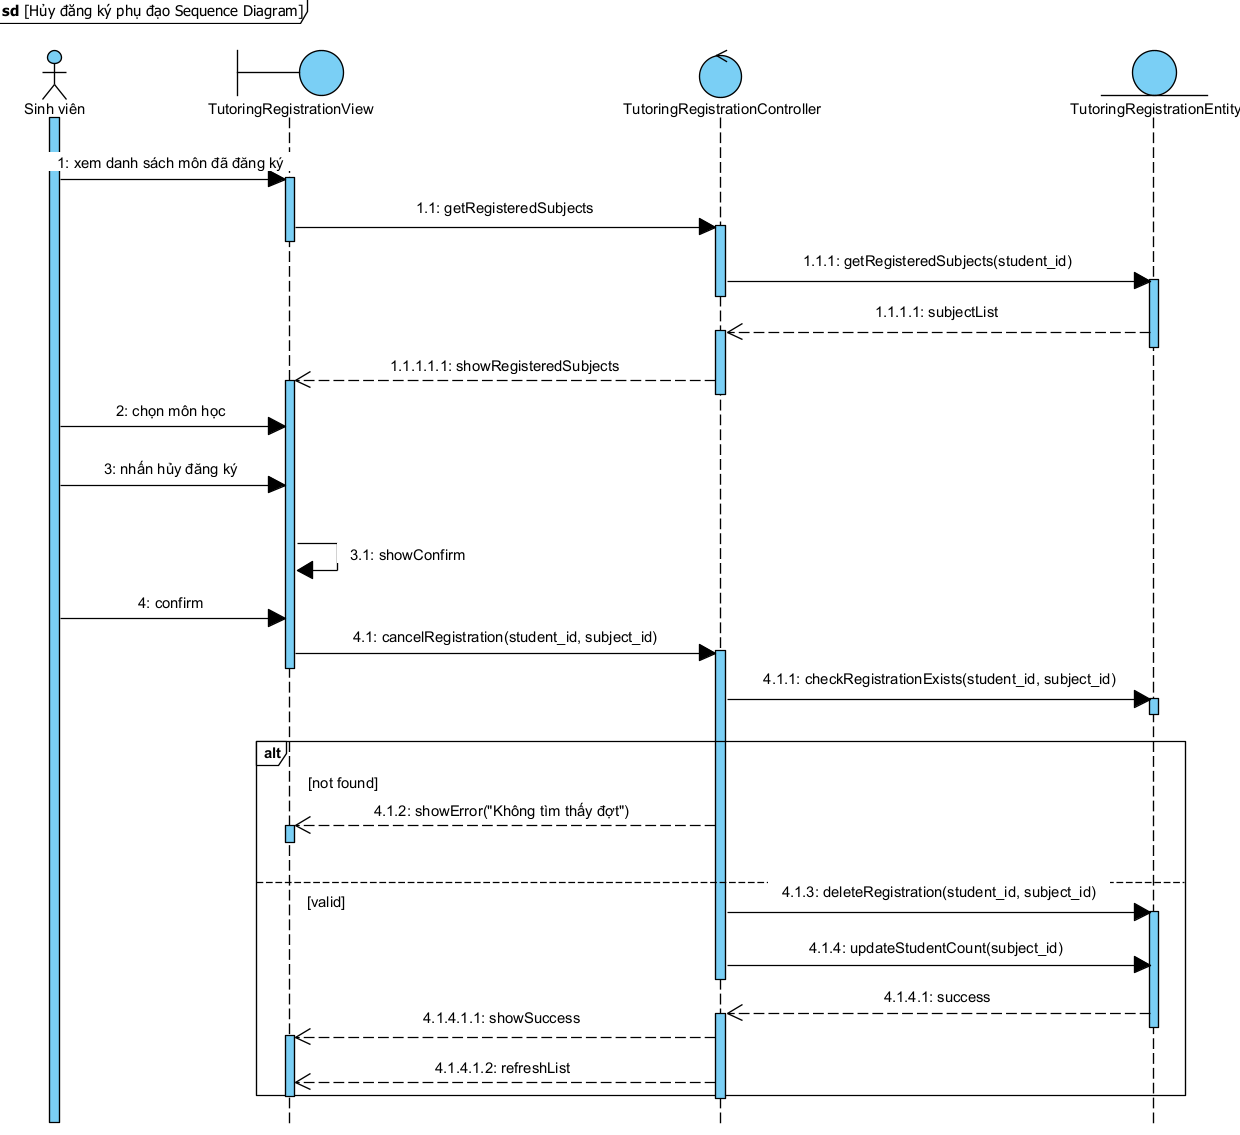 sd [Hủy đăng ký phụ đạo Sequence Diagram]
Sinh viên
TutoringRegistrationView
TutoringRegistrationController
TutoringRegistrationEntity
1: xem danh sách môn đã đăng ký
1.1: getRegisteredSubjects
1.1.1: getRegisteredSubjects(student_id)
1.1.1.1: subjectList
1.1.1.1.1: showRegisteredSubjects
2: chọn môn học
3: nhấn hủy đăng ký
3.1: showConfirm
4: confirm
4.1: cancelRegistration(student_id, subject_id)
4.1.1: checkRegistrationExists(student_id, subject_id)
alt
[not found]
4.1.2: showError("Không tìm thấy đợt")
4.1.3: deleteRegistration(student_id, subject_id)
[valid]
4.1.4: updateStudentCount(subject_id)
4.1.4.1: success
4.1.4.1.1: showSuccess
4.1.4.1.2: refreshList